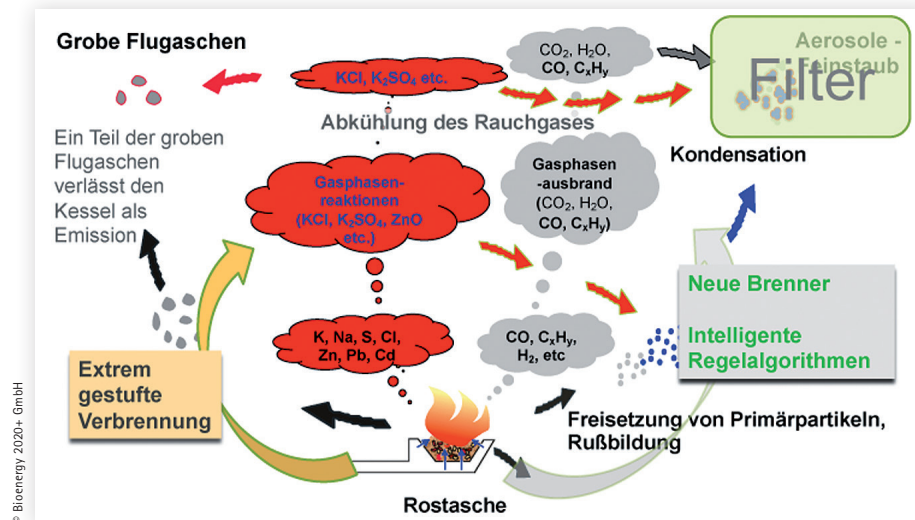 Grobe Flugaschen
KCl, K₂SO₄ etc.
CO₂, H₂O,
CO, CₓHᵧ
Aerosole -
Feinstaub
Filter
Abkühlung des Rauchgases
Kondensation
Ein Teil der groben
Flugaschen
verlässt den
Kessel als
Emission
Gasphasen-
reaktionen
(KCl, K₂SO₄, ZnO
etc.)
Gasphasen
-ausbrand
(CO₂, H₂O,
CO, CₓHᵧ)
Neue Brenner
Intelligente
Regelalgorithmen
K, Na, S, Cl,
Zn, Pb, Cd
CO, CₓHᵧ,
H₂, etc
Extrem
gestufte
Verbrennung
Freisetzung von Primärpartikeln,
Rußbildung
Rostasche
© Bioenergy 2020+ GmbH